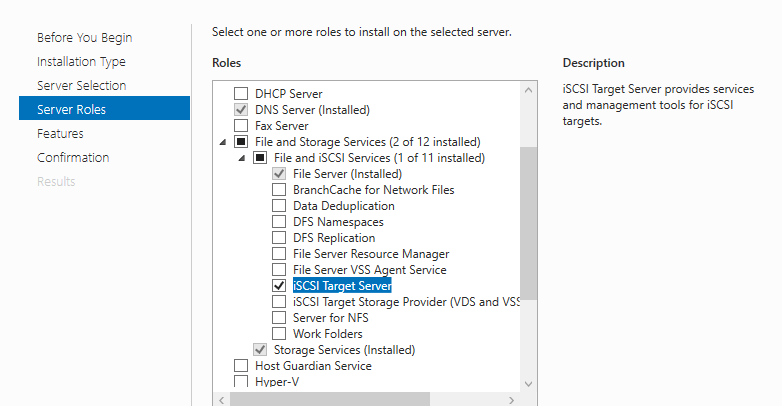 Select one or more roles to install on the selected server.
Before You Begin
Installation Type
Server Selection
Server Roles
Features
Confirmation
Results
Roles
DHCP Server
DNS Server (Installed)
Fax Server
File and Storage Services (2 of 12 installed)
File and iSCSI Services (1 of 11 installed)
File Server (Installed)
BranchCache for Network Files
Data Deduplication
DFS Namespaces
DFS Replication
File Server Resource Manager
File Server VSS Agent Service
iSCSI Target Server
iSCSI Target Storage Provider (VDS and VSS
Server for NFS
Work Folders
Storage Services (Installed)
Host Guardian Service
Hyper-V
Description
iSCSI Target Server provides services
and management tools for iSCSI
targets.